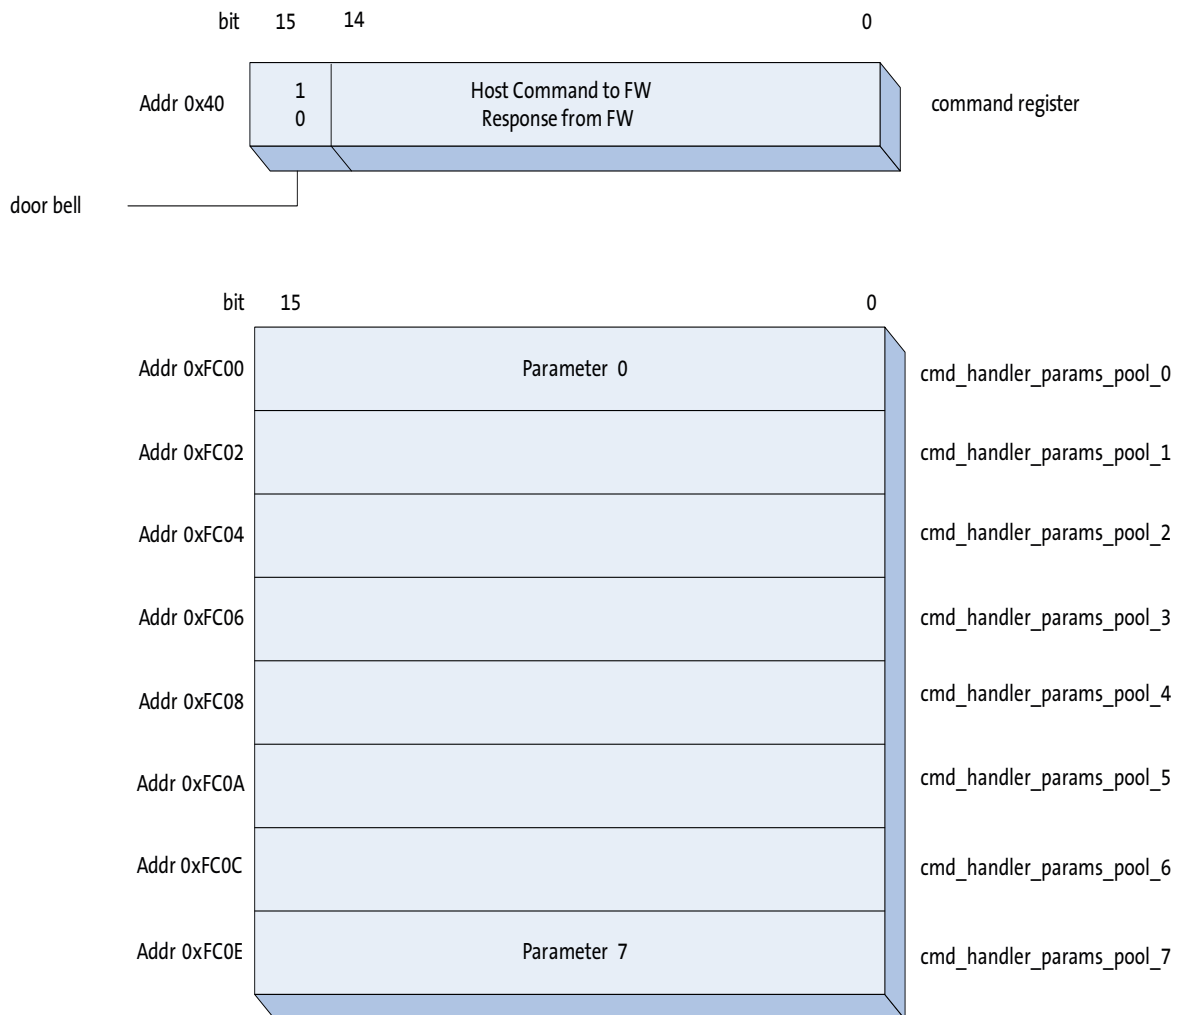 bit 15 14 0
Addr 0x40 1 Host Command to FW command register
0 Response from FW
door bell
bit 15 0
Addr 0xFC00 Parameter 0 cmd_handler_params_pool_0
Addr 0xFC02 cmd_handler_params_pool_1
Addr 0xFC04 cmd_handler_params_pool_2
Addr 0xFC06 cmd_handler_params_pool_3
Addr 0xFC08 cmd_handler_params_pool_4
Addr 0xFC0A cmd_handler_params_pool_5
Addr 0xFC0C cmd_handler_params_pool_6
Addr 0xFC0E Parameter 7 cmd_handler_params_pool_7